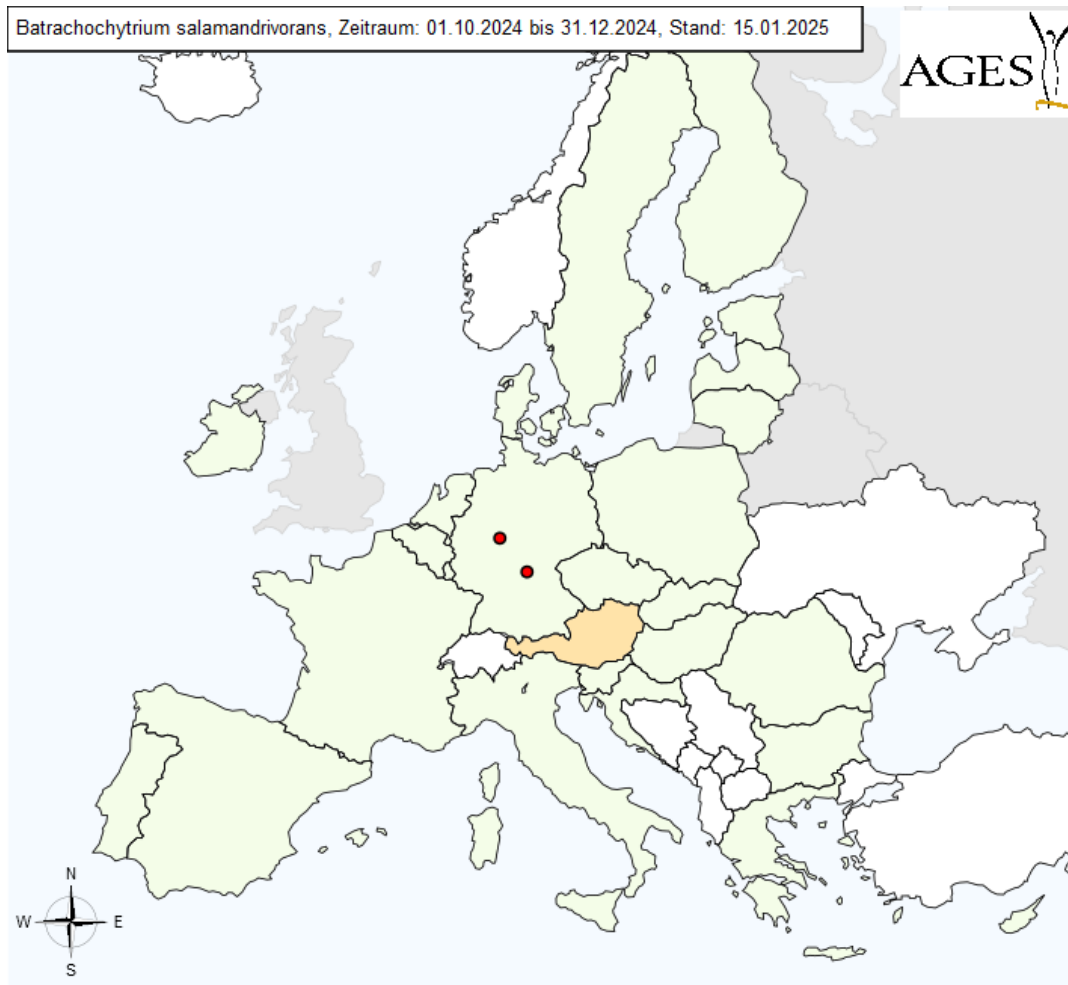 Batrachochytrium salamandrivorans, Zeitraum: 01.10.2024 bis 31.12.2024, Stand: 15.01.2025
AGES
N
W E
S